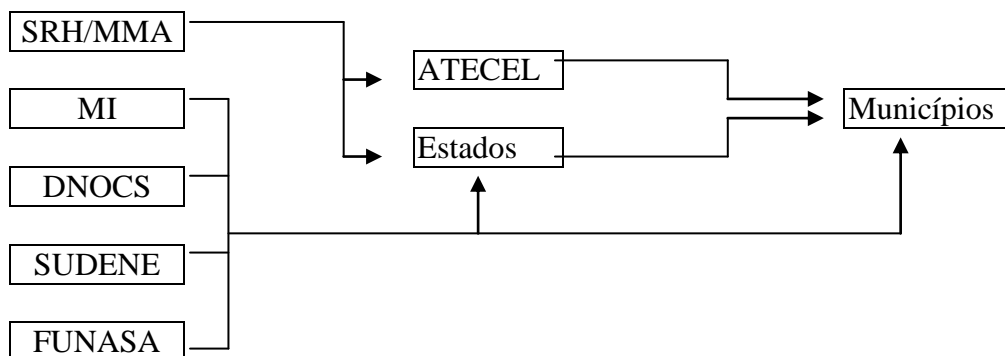 SRH/MMA
ATECEL
MI
Municípios
Estados
DNOCS
SUDENE
FUNASA